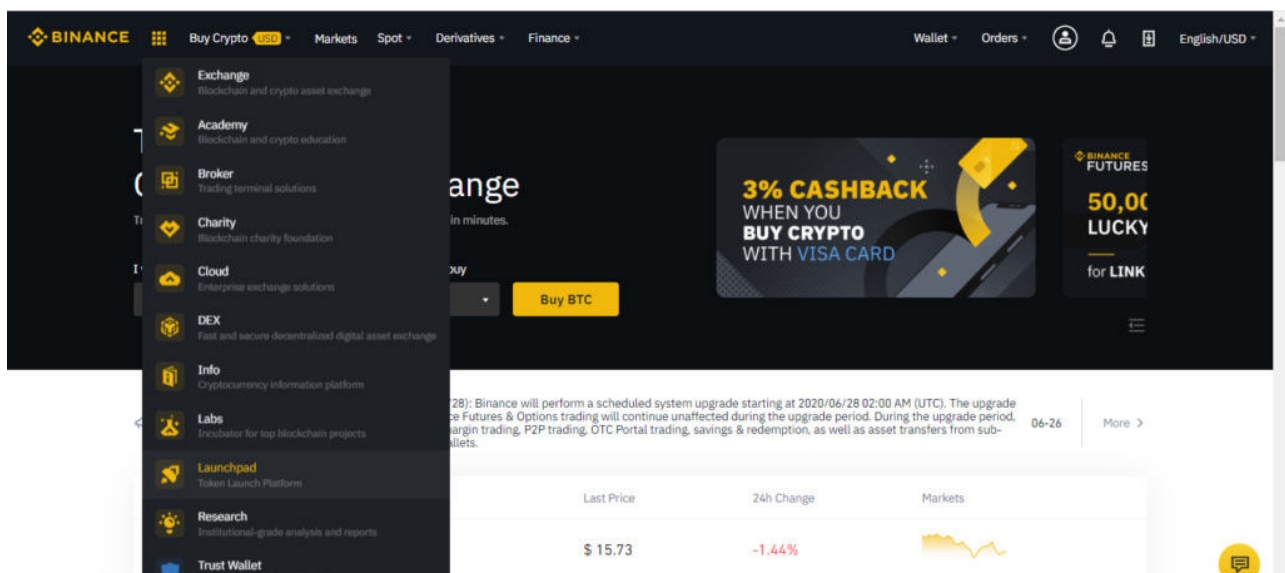 BINANCE
Buy Crypto USD
Markets
Spot
Derivatives
Finance
Wallet
Orders
English/USD
Exchange
Blockchain and crypto asset exchange
Academy
Blockchain and crypto education
Broker
Trading terminal solutions
Charity
Blockchain charity foundation
Cloud
Enterprise exchange solutions
DEX
Fast and secure decentralized digital asset exchange
Info
Cryptocurrency information platform
Labs
Incubator for top blockchain projects
Launchpad
Token Launch Platform
Research
Institutional-grade analysis and reports
Trust Wallet
ange
in minutes.
buy
Buy BTC
3% CASHBACK
WHEN YOU
BUY CRYPTO
WITH VISA CARD
BINANCE
FUTURES
50,00
LUCKY
for LINK
/28): Binance will perform a scheduled system upgrade starting at 2020/06/28 02:00 AM (UTC). The upgrade
ce Futures & Options trading will continue unaffected during the upgrade period. During the upgrade period,
argin trading, P2P trading, OTC Portal trading, savings & redemption, as well as asset transfers from sub-
allets.
06-26
More
Last Price
24h Change
Markets
$ 15.73
-1.44%